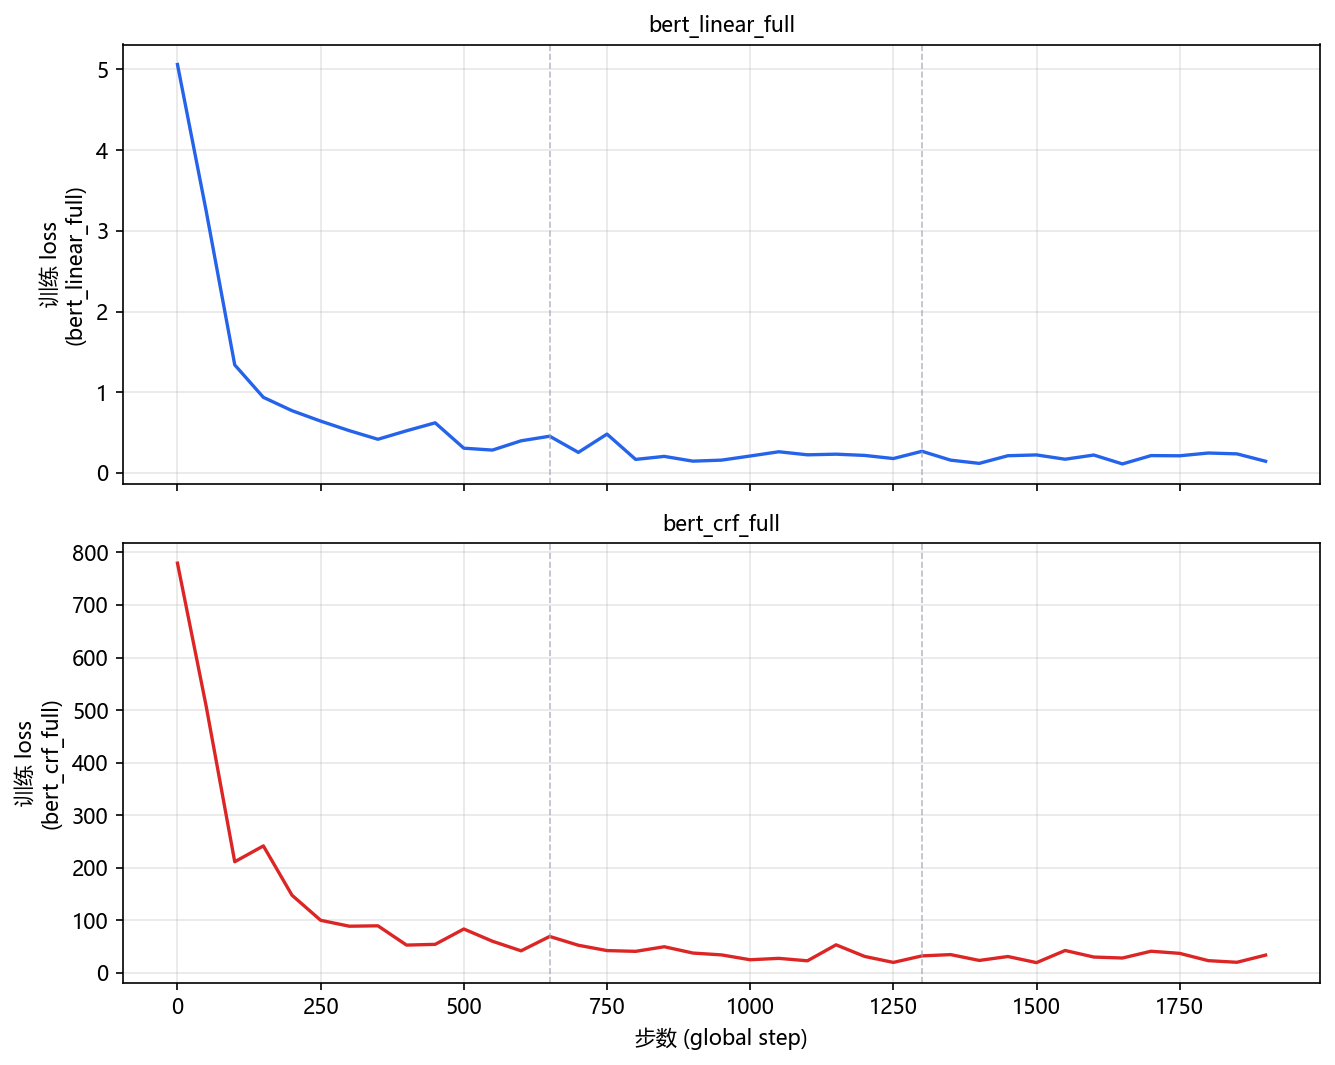 bert_linear_full
训练 loss
(bert_linear_full)
5
4
3
2
1
0
bert_crf_full
训练 loss
(bert_crf_full)
800
700
600
500
400
300
200
100
0
0 250 500 750 1000 1250 1500 1750
步数 (global step)